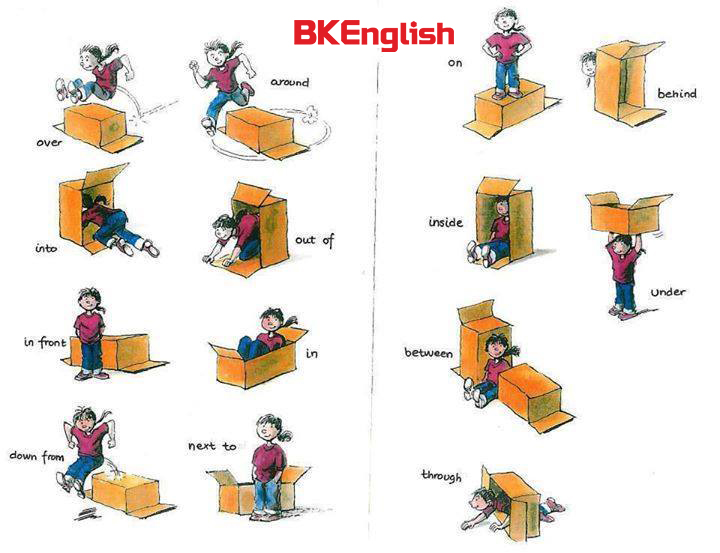 BKEnglish
over
around
into
out of
in front
in
down from
next to
on
behind
inside
under
between
through